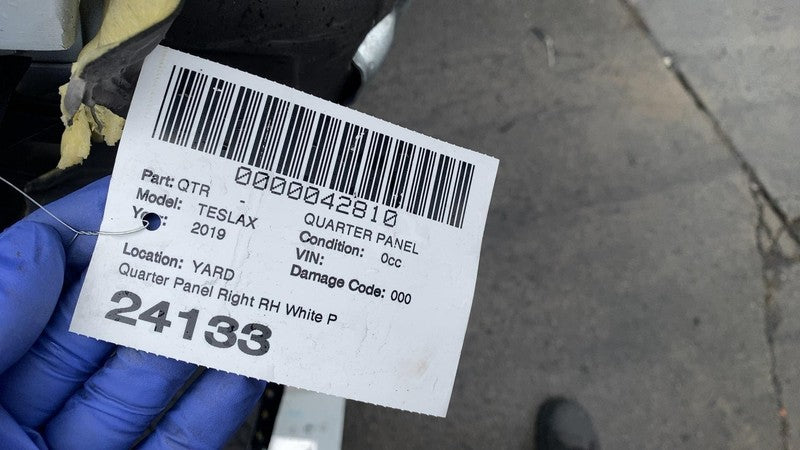 0000042810
Part: QTR - QUARTER PANEL
Model: TESLAX Condition: 0cc
Year: 2019 VIN:
Damage Code: 000
Location: YARD
Quarter Panel Right RH White P
24133